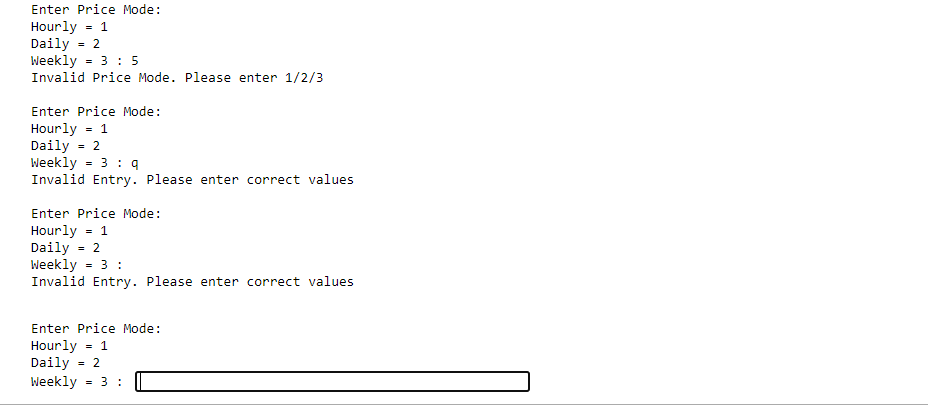 Enter Price Mode:
Hourly = 1
Daily = 2
Weekly = 3 : 5
Invalid Price Mode. Please enter 1/2/3
Enter Price Mode:
Hourly = 1
Daily = 2
Weekly = 3 : q
Invalid Entry. Please enter correct values
Enter Price Mode:
Hourly = 1
Daily = 2
Weekly = 3 :
Invalid Entry. Please enter correct values
Enter Price Mode:
Hourly = 1
Daily = 2
Weekly = 3 :